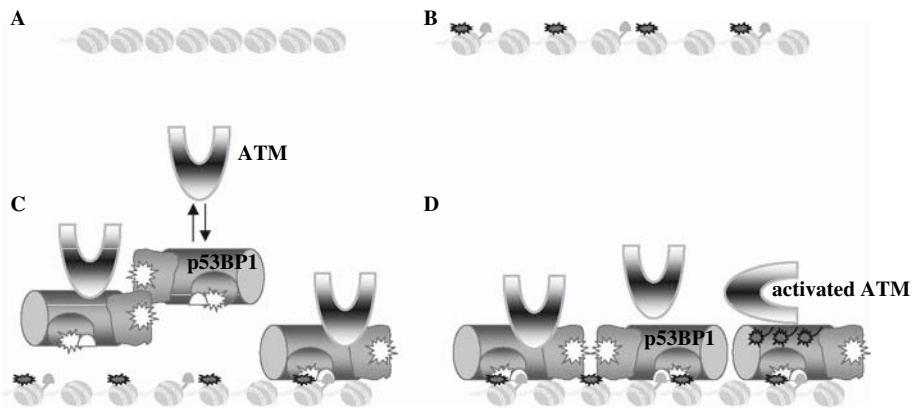 A
B
ATM
C
D
p53BP1
activated ATM
p53BP1